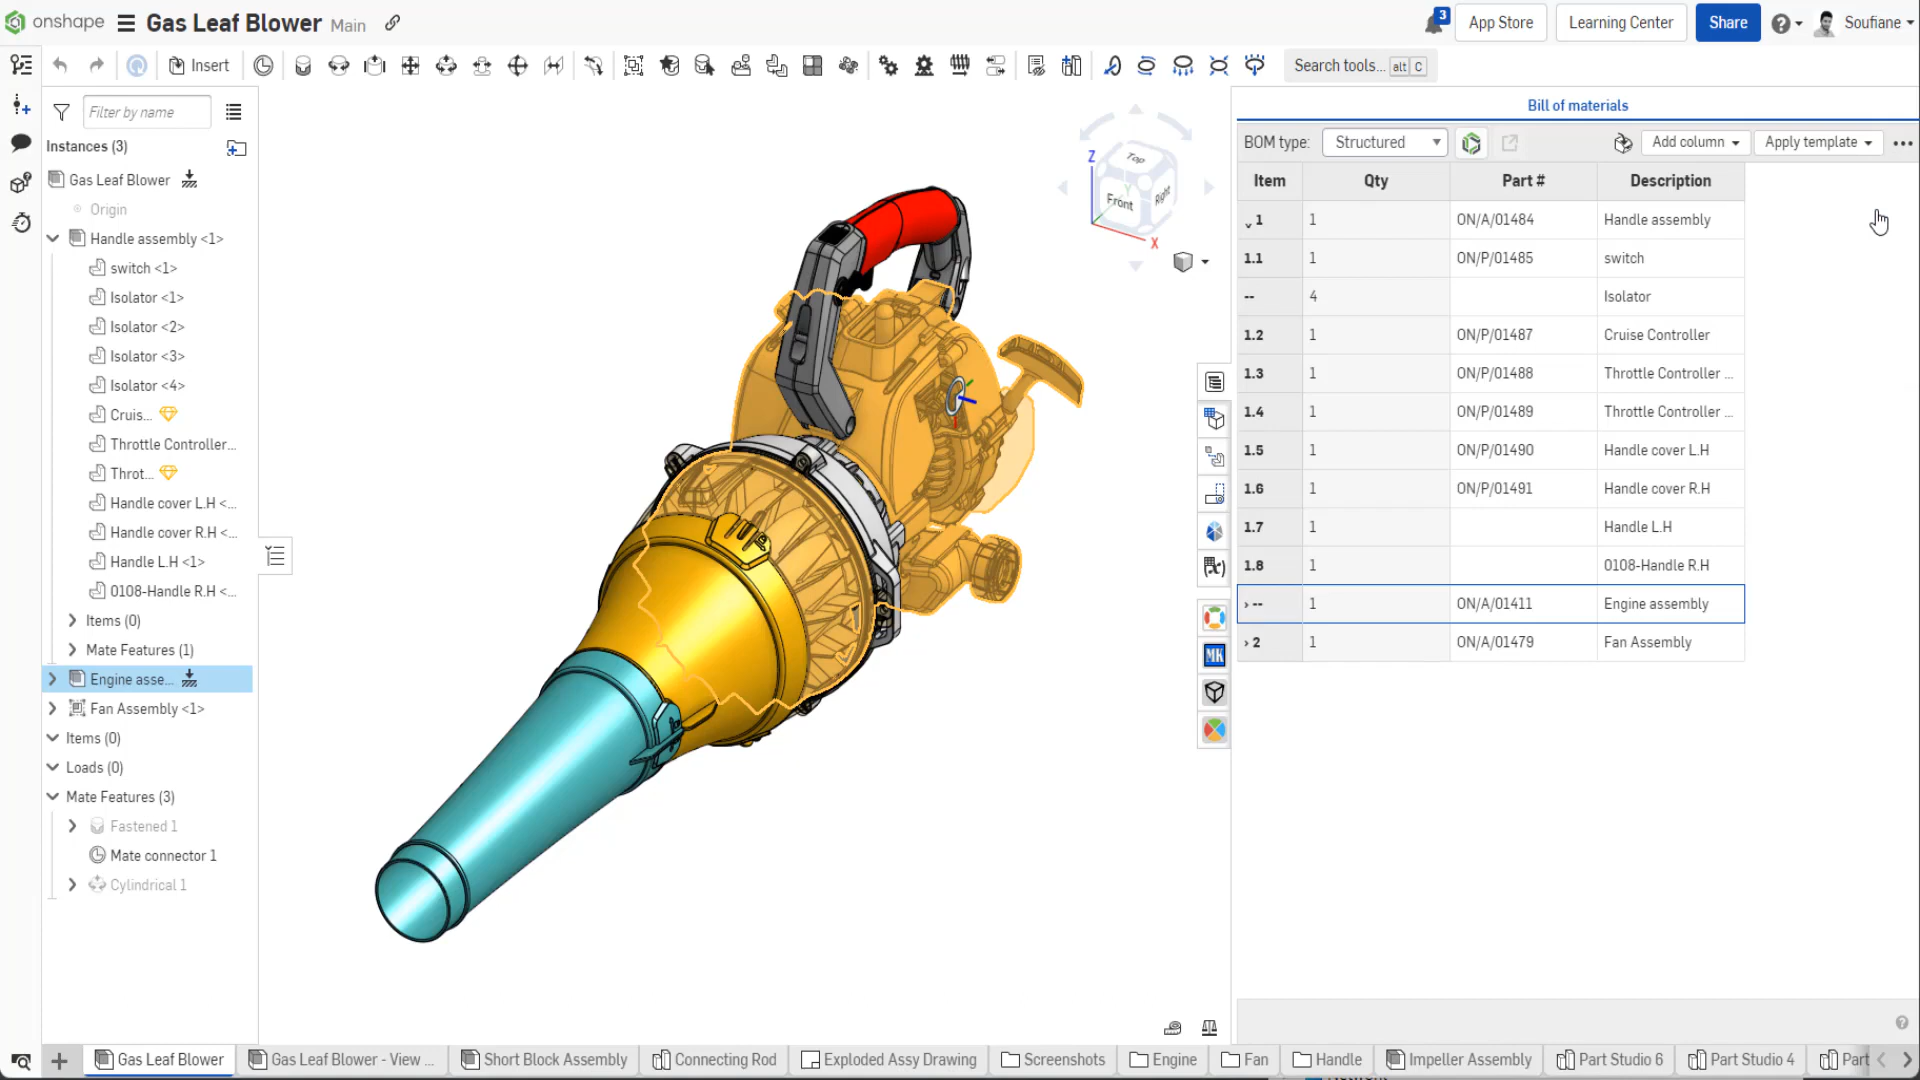 onshape Gas Leaf Blower Main 3 App Store Learning Center Share Soufiane
Insert Search tools... alt C
Filter by name
Instances (3)
Gas Leaf Blower
Origin
Handle assembly <1>
switch <1>
Isolator <1>
Isolator <2>
Isolator <3>
Isolator <4>
Cruis...
Throttle Controller...
Throt...
Handle cover L.H <...
Handle cover R.H <...
Handle L.H <1>
0108-Handle R.H <...
Items (0)
Mate Features (1)
Engine asse...
Fan Assembly <1>
Items (0)
Loads (0)
Mate Features (3)
Fastened 1
Mate connector 1
Cylindrical 1
Z Top
Y
Front Right
X
MK
(x)
Bill of materials
BOM type: Structured Add column Apply template
Item Qty Part # Description
1 1 ON/A/01484 Handle assembly
1.1 1 ON/P/01485 switch
-- 4 Isolator
1.2 1 ON/P/01487 Cruise Controller
1.3 1 ON/P/01488 Throttle Controller ...
1.4 1 ON/P/01489 Throttle Controller ...
1.5 1 ON/P/01490 Handle cover L.H
1.6 1 ON/P/01491 Handle cover R.H
1.7 1 Handle L.H
1.8 1 0108-Handle R.H
-- 1 ON/A/01411 Engine assembly
2 1 ON/A/01479 Fan Assembly
Gas Leaf Blower Gas Leaf Blower - View ... Short Block Assembly Connecting Rod Exploded Assy Drawing Screenshots Engine Fan Handle Impeller Assembly Part Studio 6 Part Studio 4 Part